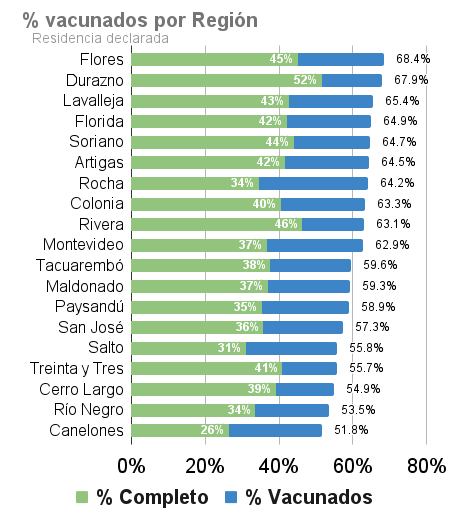 % vacunados por Región
Residencia declarada
Flores 45% 68.4%
Durazno 52% 67.9%
Lavalleja 43% 65.4%
Florida 42% 64.9%
Soriano 44% 64.7%
Artigas 42% 64.5%
Rocha 34% 64.2%
Colonia 40% 63.3%
Rivera 46% 63.1%
Montevideo 37% 62.9%
Tacuarembó 38% 59.6%
Maldonado 37% 59.3%
Paysandú 35% 58.9%
San José 36% 57.3%
Salto 31% 55.8%
Treinta y Tres 41% 55.7%
Cerro Largo 39% 54.9%
Río Negro 34% 53.5%
Canelones 26% 51.8%
0% 20% 40% 60% 80%
% Completo % Vacunados